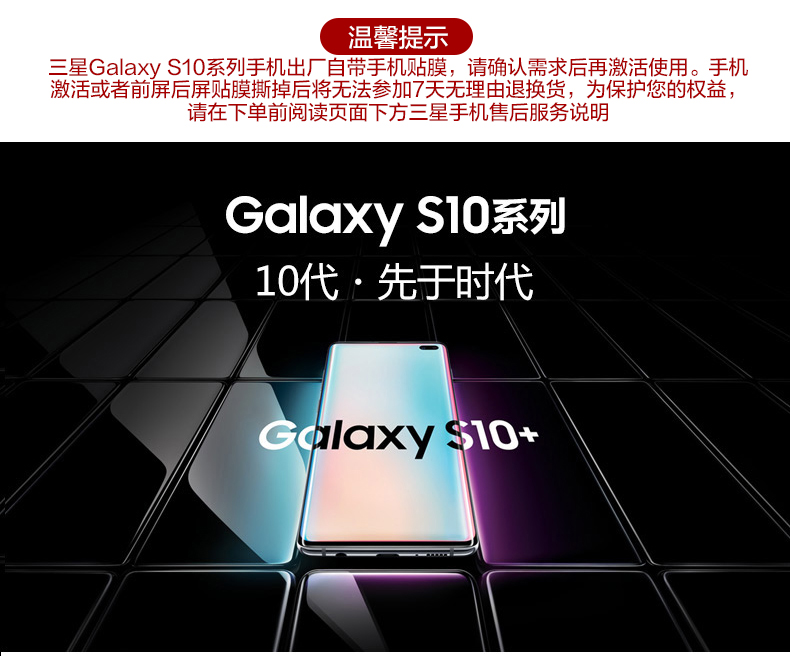 温馨提示
三星Galaxy S10系列手机出厂自带手机贴膜，请确认需求后再激活使用。手机
激活或者前屏后屏贴膜撕掉后将无法参加7天无理由退换货，为保护您的权益，
请在下单前阅读页面下方三星手机售后服务说明
Galaxy S10系列
10代·先于时代
Galaxy S10+